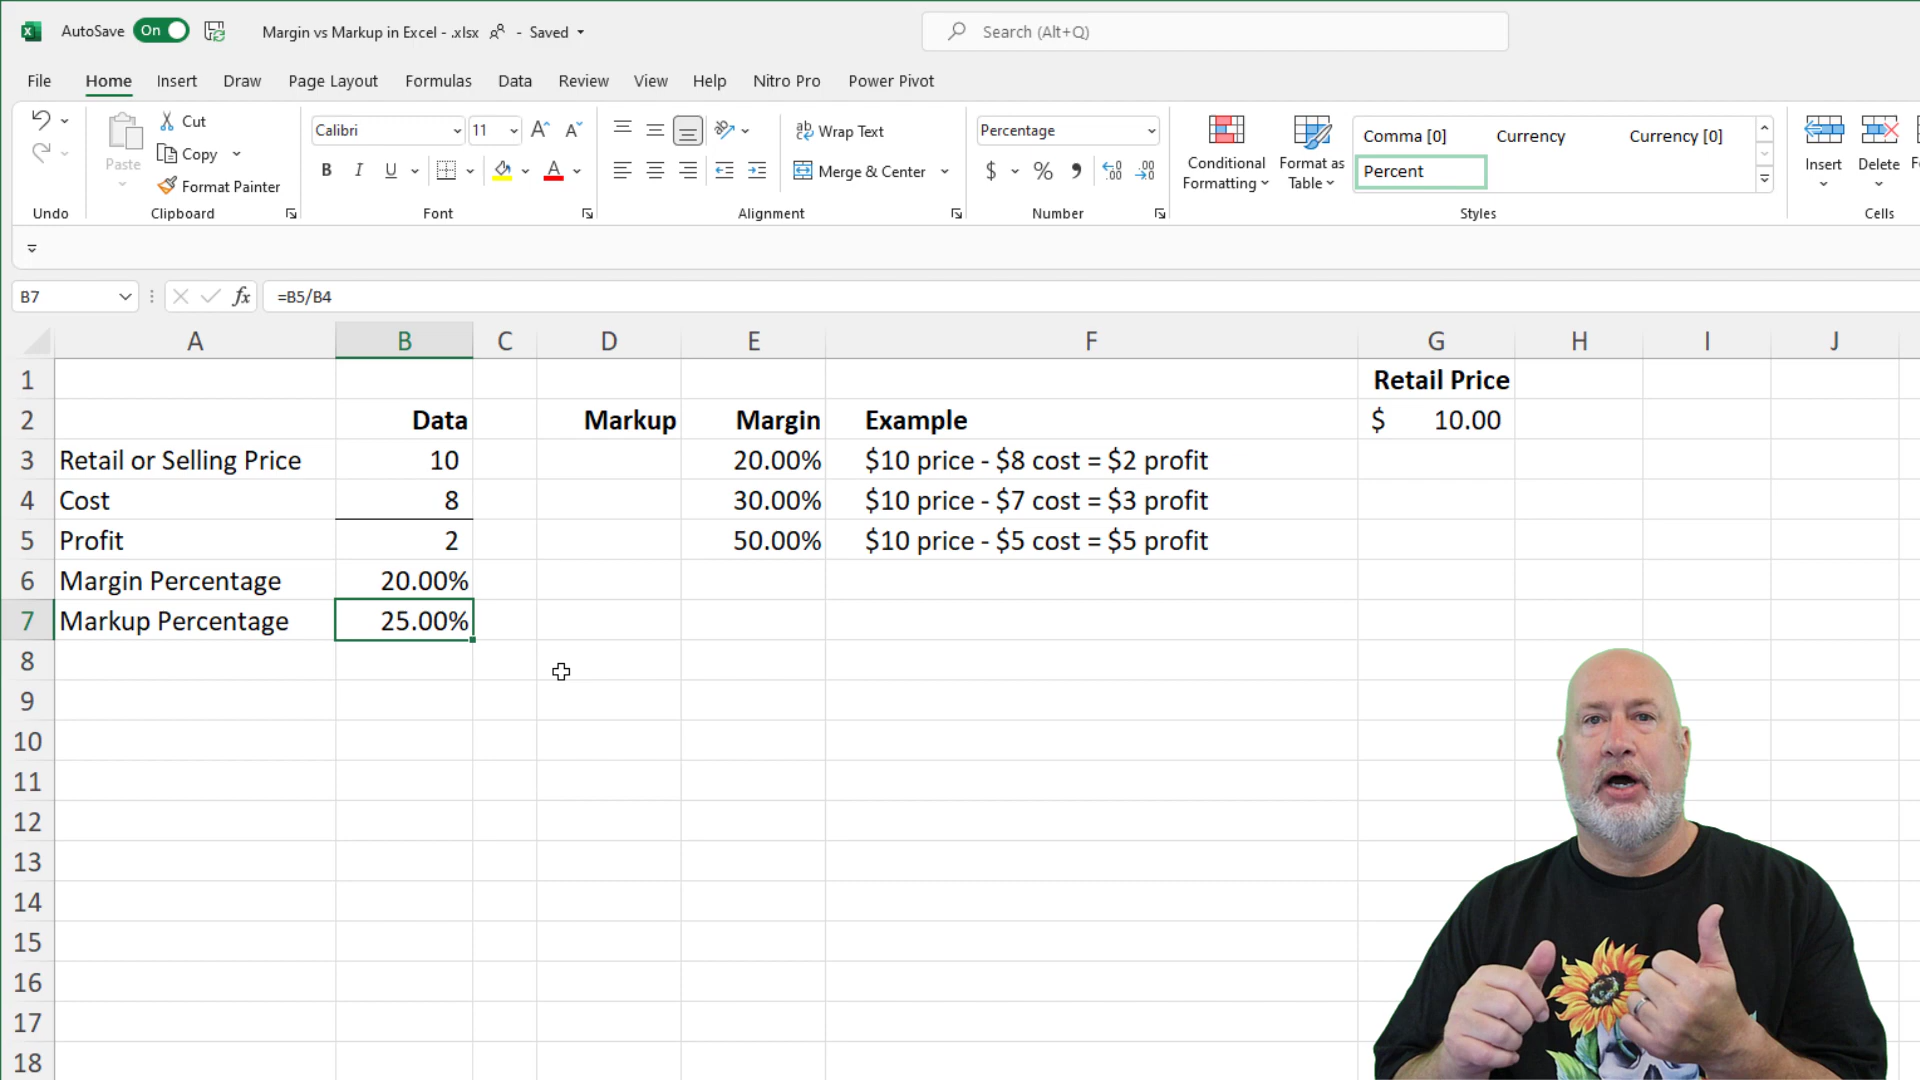 AutoSave On Margin vs Markup in Excel - .xlsx - Saved Search (Alt+Q)
File Home Insert Draw Page Layout Formulas Data Review View Help Nitro Pro Power Pivot
Paste Cut
Copy
Format Painter
Calibri 11
B I U
Wrap Text
Merge & Center
Percentage
$ %
Conditional Formatting
Format as Table
Comma [0] Currency Currency [0]
Percent
Insert Delete
Undo Clipboard Font Alignment Number Styles Cells
B7 fx =B5/B4
A B C D E F G H I J
1 Retail Price
2 Data Markup Margin Example $ 10.00
3 Retail or Selling Price 10 20.00% $10 price - $8 cost = $2 profit
4 Cost 8 30.00% $10 price - $7 cost = $3 profit
5 Profit 2 50.00% $10 price - $5 cost = $5 profit
6 Margin Percentage 20.00%
7 Markup Percentage 25.00%
8
9
10
11
12
13
14
15
16
17
18